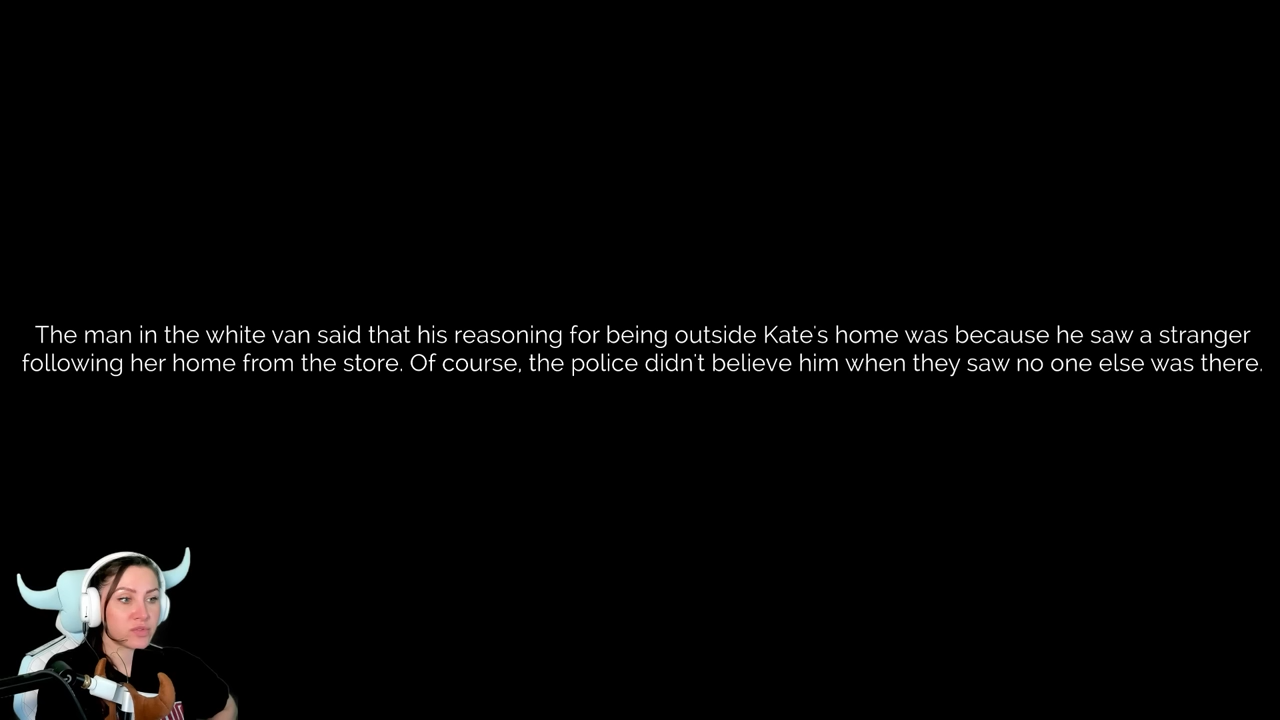 The man in the white van said that his reasoning for being outside Kate's home was because he saw a stranger
following her home from the store. Of course, the police didn't believe him when they saw no one else was there.